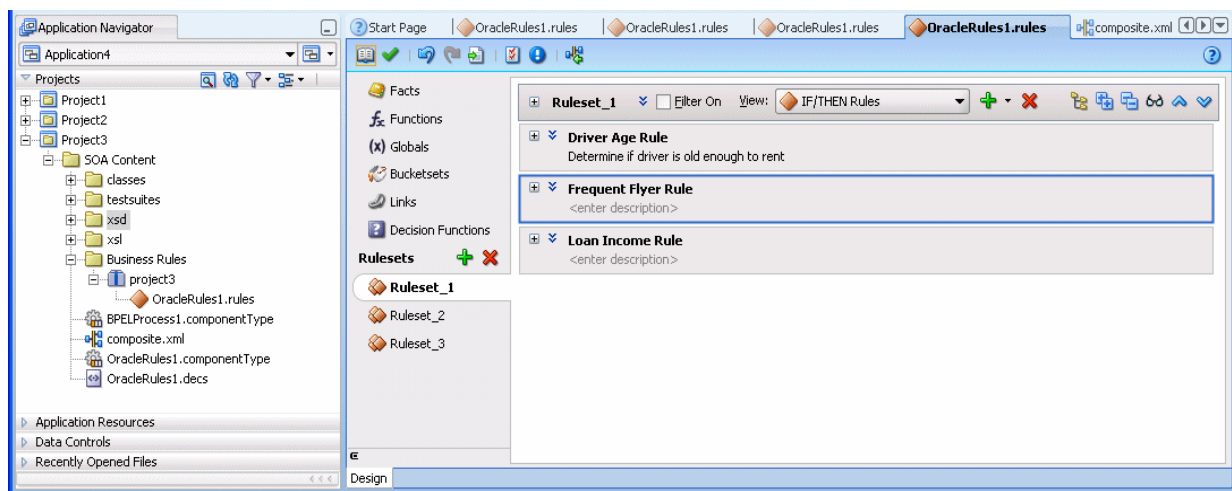 Application Navigator
Application4
Projects
Project1
Project2
Project3
SOA Content
classes
testsuites
xsd
xsl
Business Rules
project3
OracleRules1.rules
BPELProcess1.componentType
composite.xml
OracleRules1.componentType
OracleRules1.decs
Application Resources
Data Controls
Recently Opened Files
Start Page
OracleRules1.rules
OracleRules1.rules
OracleRules1.rules
OracleRules1.rules
composite.xml
Facts
Functions
Globals
Bucketsets
Links
Decision Functions
Rulesets
Ruleset_1
Ruleset_2
Ruleset_3
Design
Ruleset_1 Filter On View: IF/THEN Rules
Driver Age Rule
Determine if driver is old enough to rent
Frequent Flyer Rule
<enter description>
Loan Income Rule
<enter description>